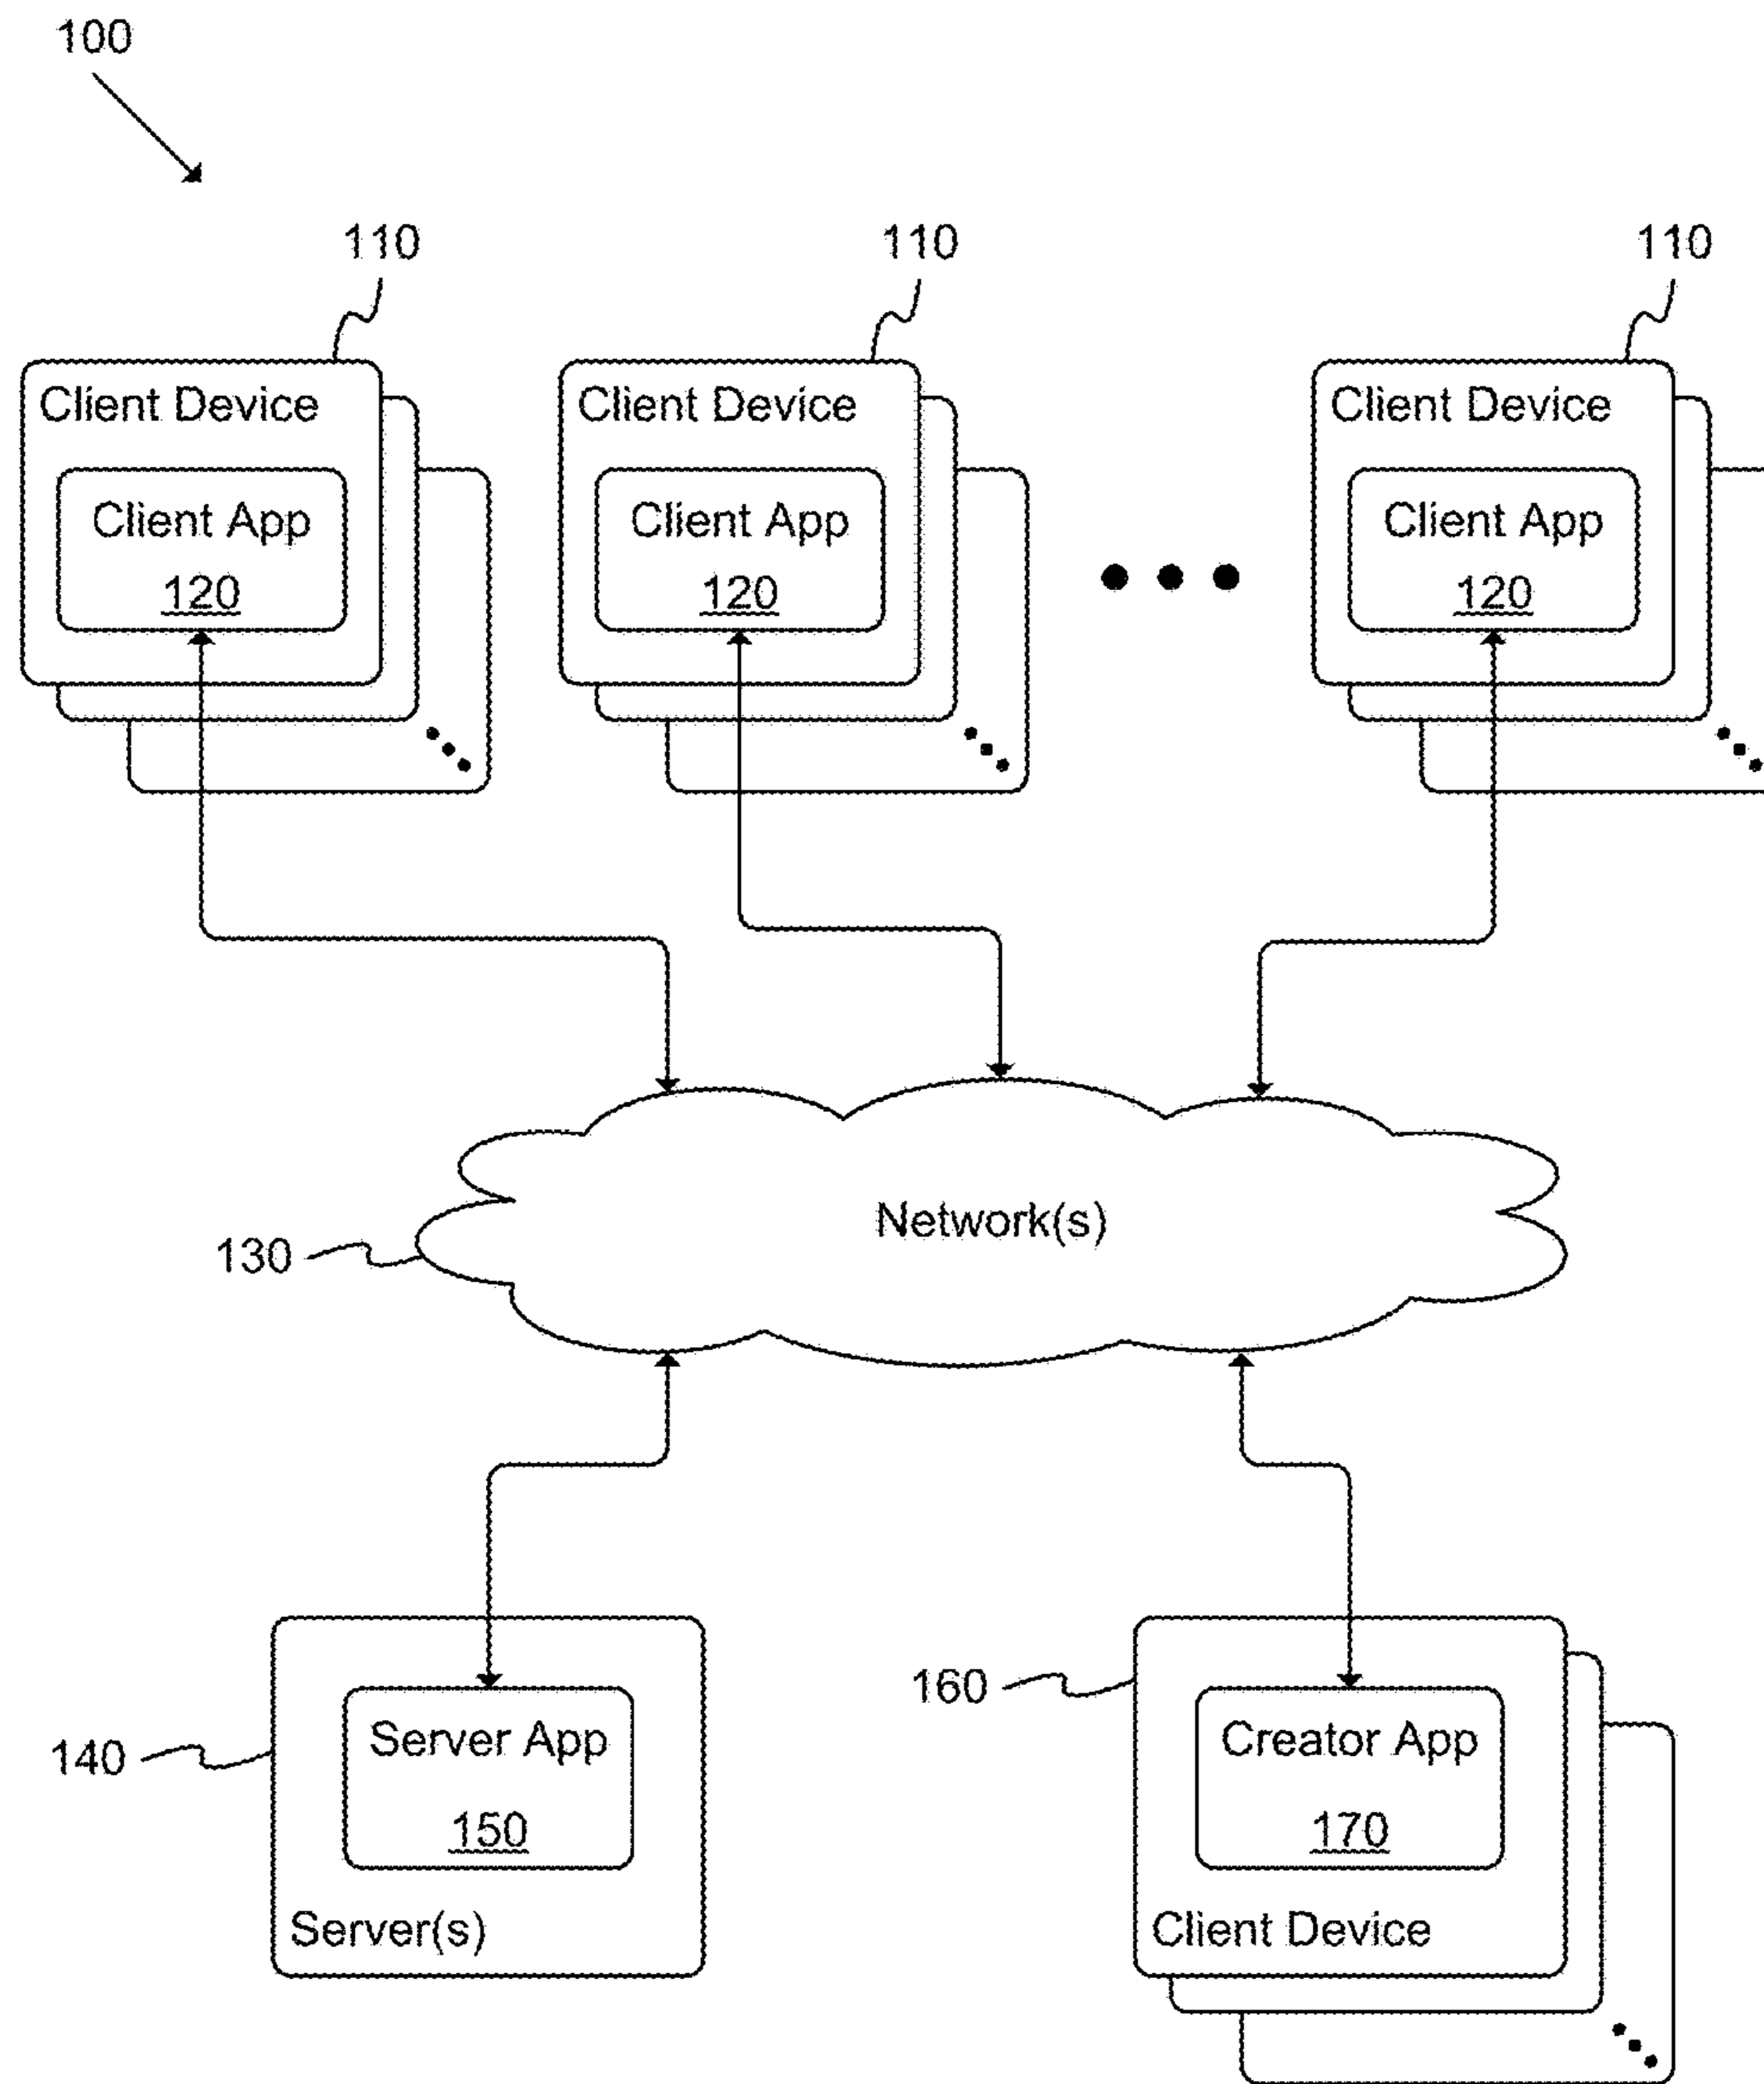 100
110
110
110
Client Device
Client Device
Client Device
Client App
Client App
Client App
120
120
120
Network(s)
130
160
Server App
Creator App
140
150
170
Server(s)
Client Device